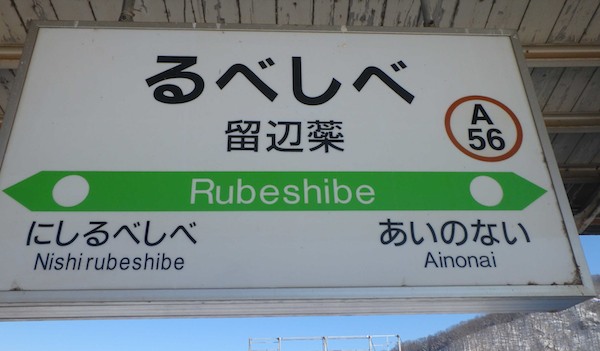 るべしべ
留辺蘂
A
56
Rubeshibe
にしるべしべ
Nishirubeshibe
あいのない
Ainonai